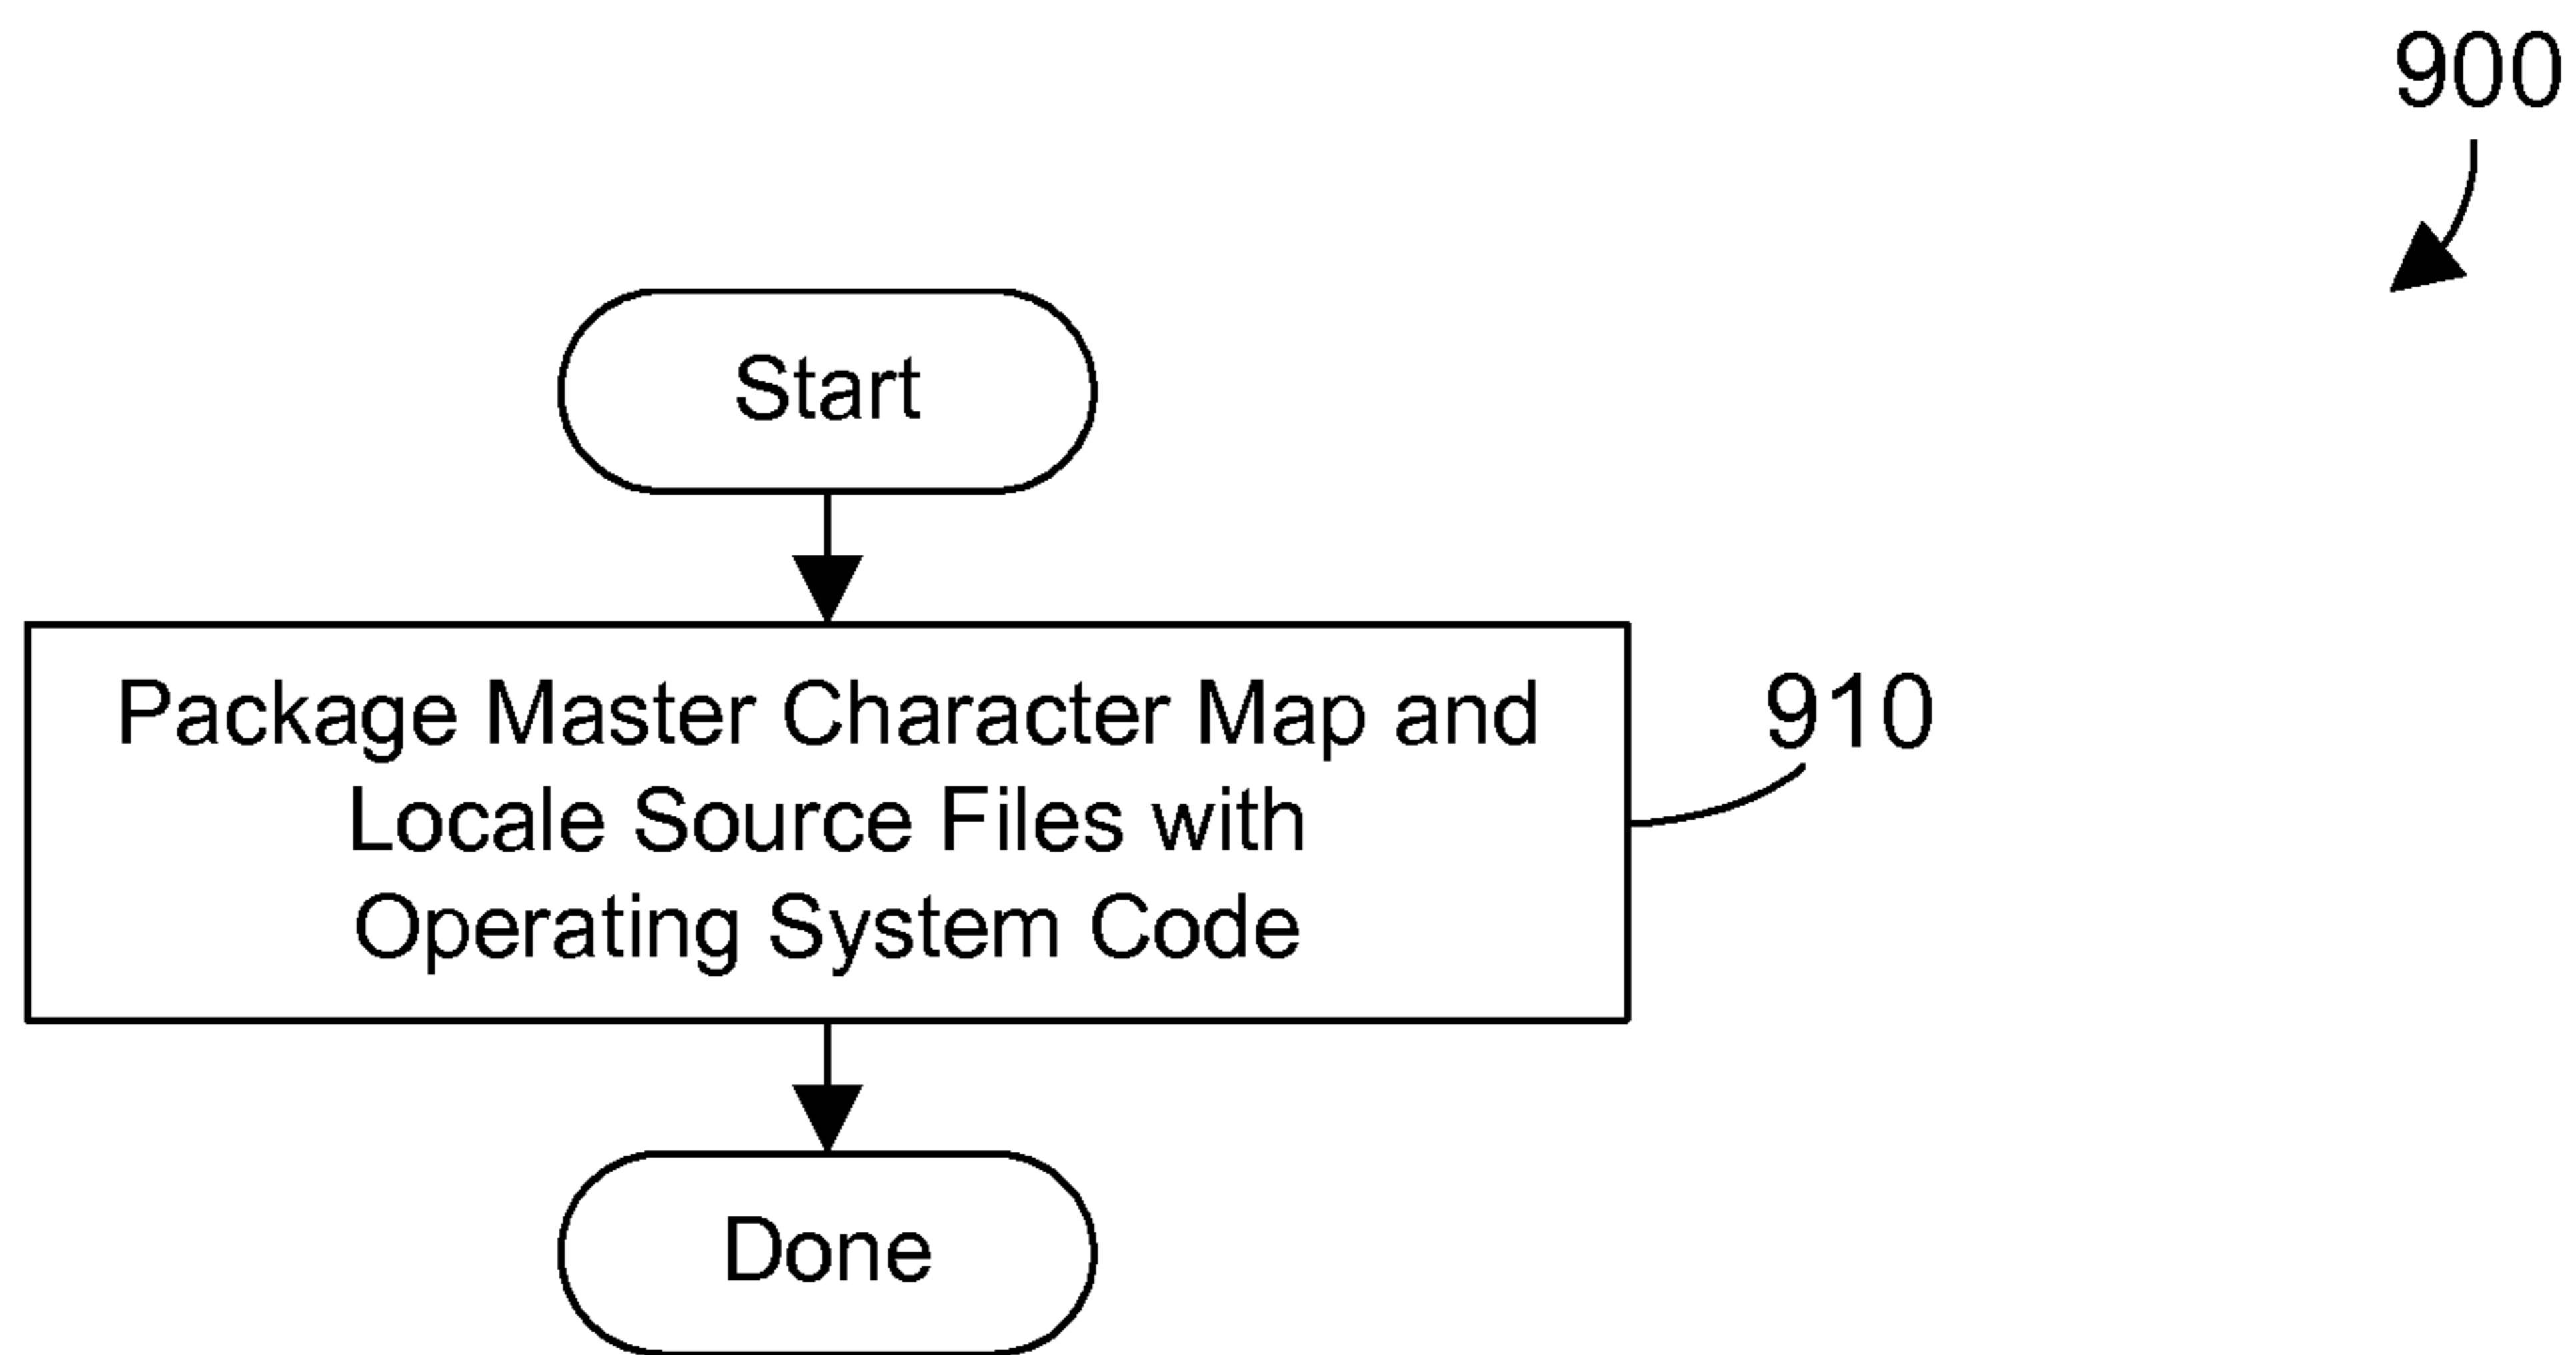 900
Start
Package Master Character Map and
Locale Source Files with
Operating System Code
910
Done